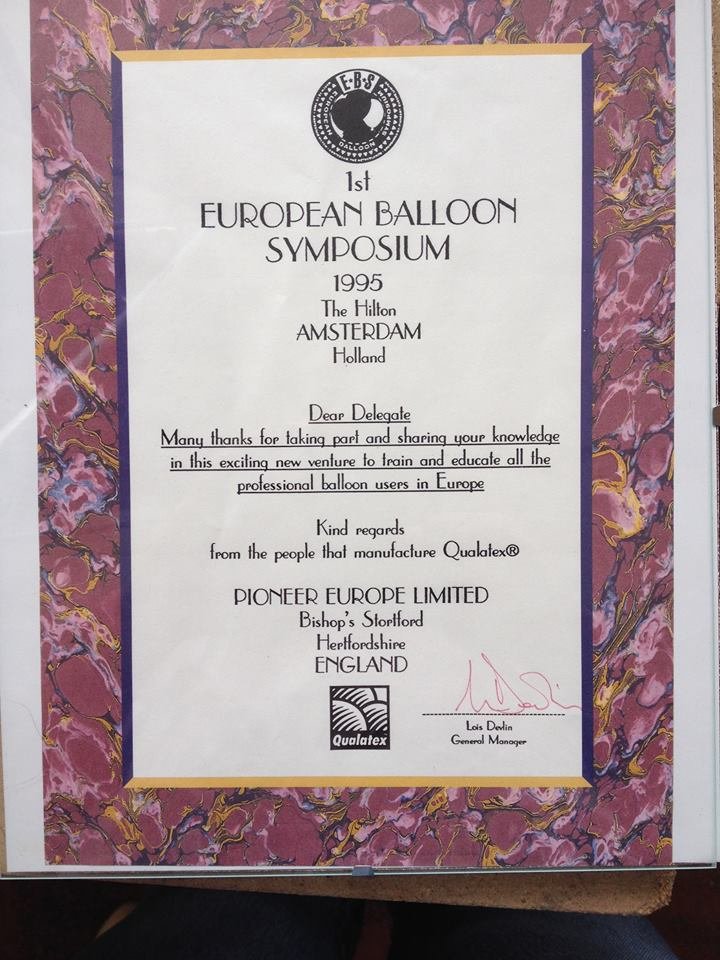 E·B·S
EUROPEAN
BALLOON
SYMPOSIUM
1st
EUROPEAN BALLOON
SYMPOSIUM
1995
The Hilton
AMSTERDAM
Holland
Dear Delegate
Many thanks for taking part and sharing your knowledge
in this exciting new venture to train and educate all the
professional balloon users in Europe
Kind regards
from the people that manufacture Qualatex®
PIONEER EUROPE LIMITED
Bishop's Stortford
Hertfordshire
ENGLAND
Qualatex
Lois Devlin
General Manager